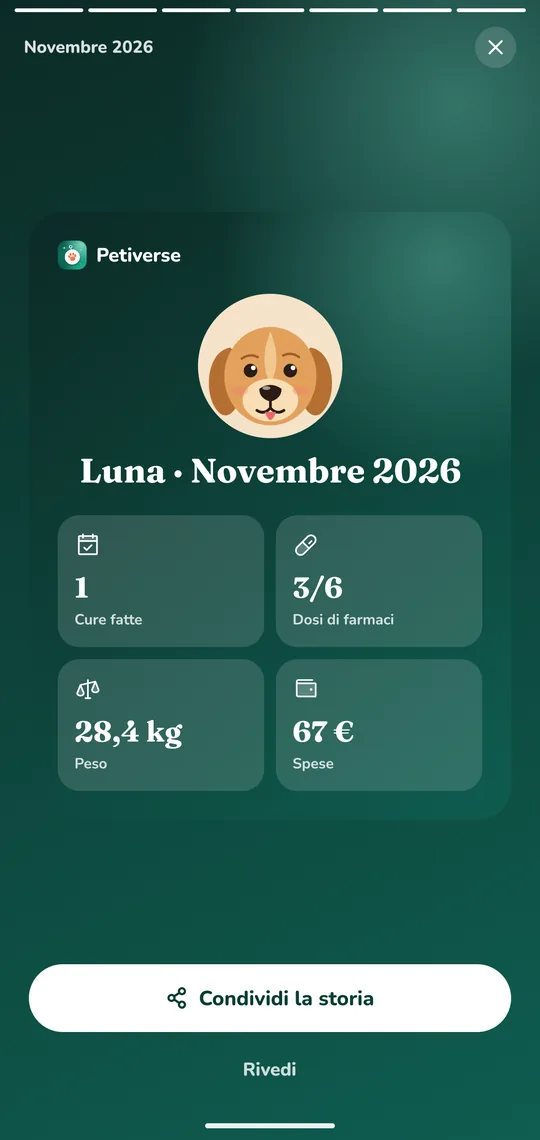 Novembre 2026
Petiverse
Luna · Novembre 2026
1
Cure fatte
3/6
Dosi di farmaci
28,4 kg
Peso
67 €
Spese
Condividi la storia
Rivedi